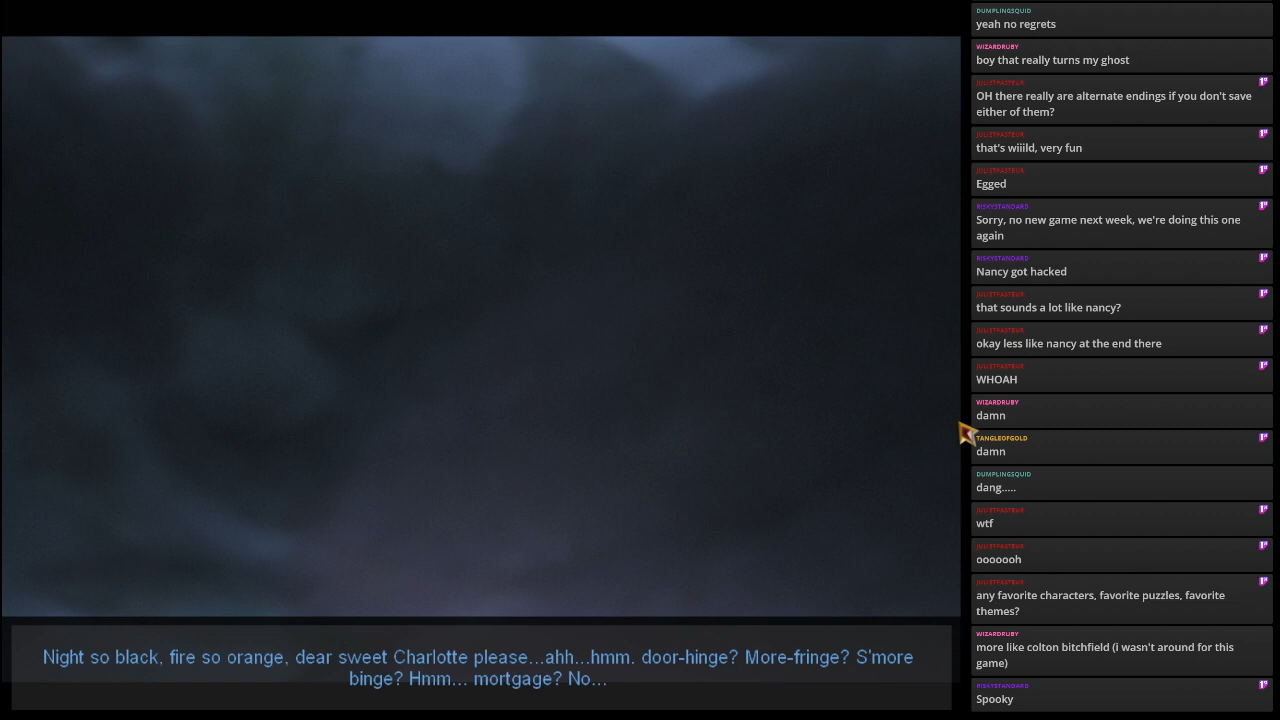 Night so black, fire so orange, dear sweet Charlotte please...ahh...hmm. door-hinge? More-fringe? S'more
binge? Hmm... mortgage? No...
DUMPLINGSQUID
yeah no regrets
WIZARDRUBY
boy that really turns my ghost
JULIETPASTEUR
OH there really are alternate endings if you don't save
either of them?
JULIETPASTEUR
that's wiiild, very fun
JULIETPASTEUR
Egged
RISKYSTANDARD
Sorry, no new game next week, we're doing this one
again
RISKYSTANDARD
Nancy got hacked
JULIETPASTEUR
that sounds a lot like nancy?
JULIETPASTEUR
okay less like nancy at the end there
JULIETPASTEUR
WHOAH
WIZARDRUBY
damn
TANGLEOFGOLD
damn
DUMPLINGSQUID
dang.....
JULIETPASTEUR
wtf
JULIETPASTEUR
ooooooh
JULIETPASTEUR
any favorite characters, favorite puzzles, favorite
themes?
WIZARDRUBY
more like colton bitchfield (i wasn't around for this
game)
RISKYSTANDARD
Spooky